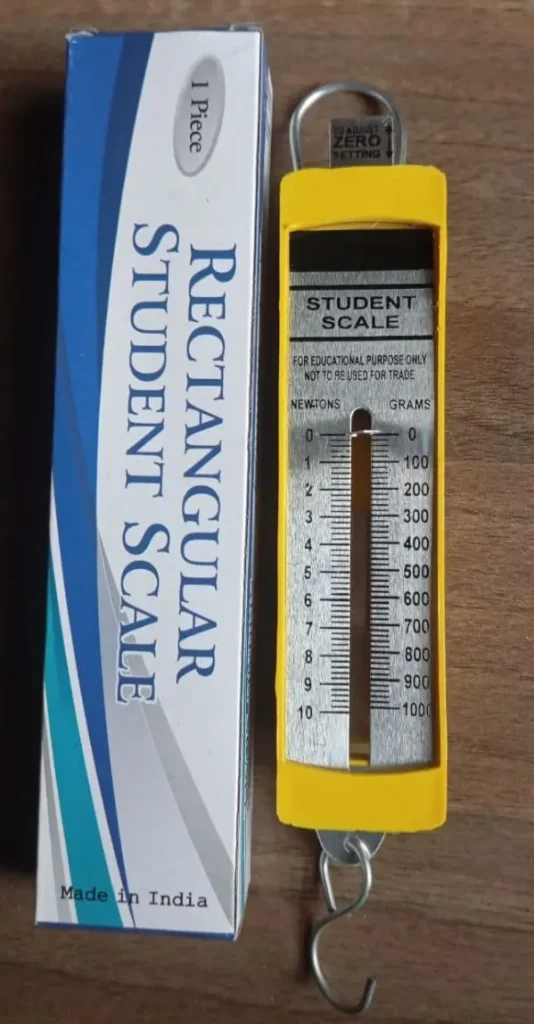 1 Piece
RECTANGULAR
STUDENT SCALE
Made in India
TO ADJUST
ZERO
SETTING
STUDENT
SCALE
FOR EDUCATIONAL PURPOSE ONLY
NOT TO BE USED FOR TRADE
NEWTONS GRAMS
0 0
1 100
2 200
3 300
4 400
5 500
6 600
7 700
8 800
9 900
10 1000